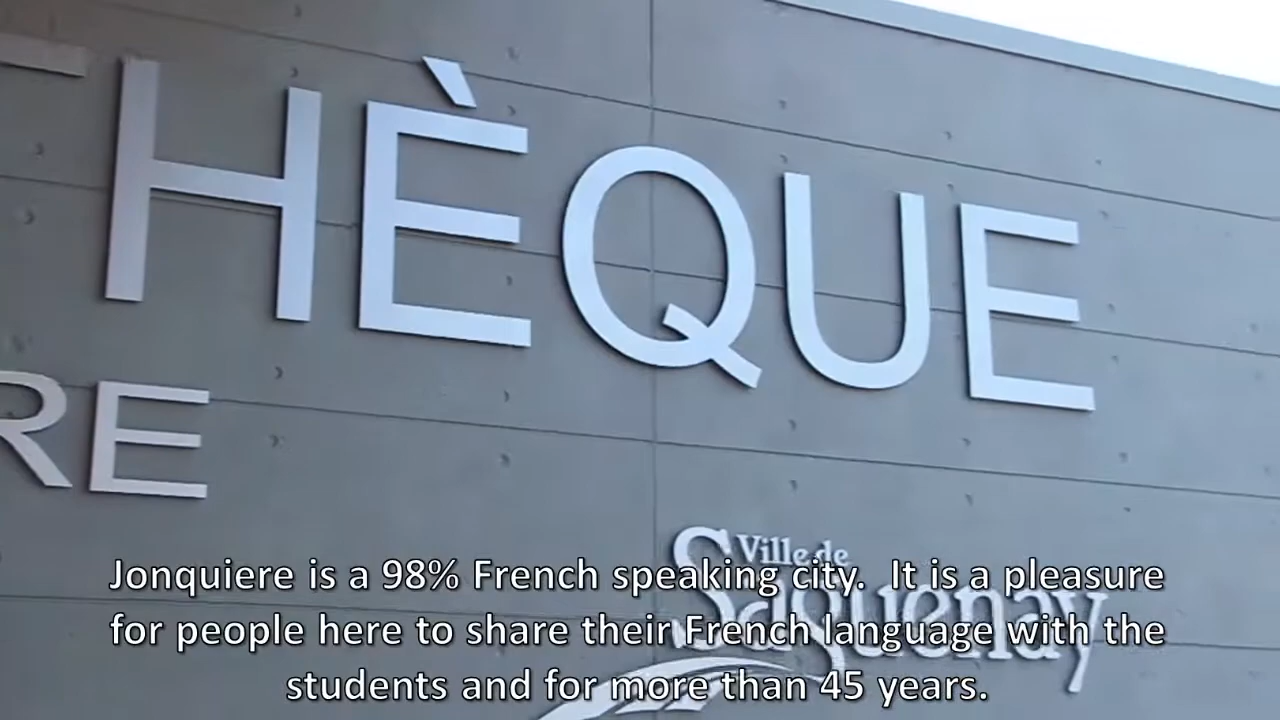 HÈQUE
RE
Ville de
Saguenay
Jonquiere is a 98% French speaking city.  It is a pleasure
for people here to share their French language with the
students and for more than 45 years.